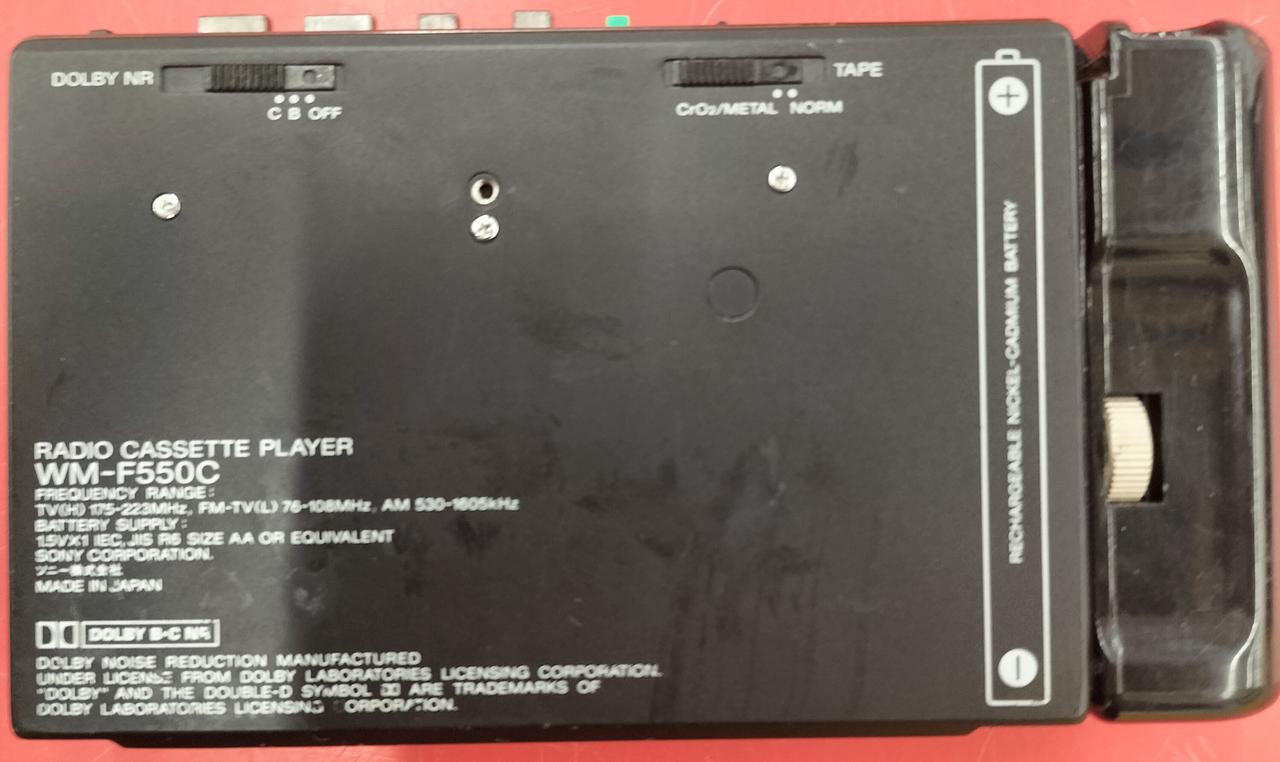 DOLBY NR
C B OFF
TAPE
CrO2/METAL NORM
+
RECHARGEABLE NICKEL-CADMIUM BATTERY
−
RADIO CASSETTE PLAYER
WM-F550C
FREQUENCY RANGE:
TV(H) 175-223MHz, FM-TV(L) 76-108MHz, AM 530-1605kHz
BATTERY SUPPLY:
1.5V×1 IEC, JIS R6 SIZE AA OR EQUIVALENT
SONY CORPORATION.
ソニー株式会社
MADE IN JAPAN
DOLBY B·C NR
DOLBY NOISE REDUCTION MANUFACTURED
UNDER LICENSE FROM DOLBY LABORATORIES LICENSING CORPORATION.
"DOLBY" AND THE DOUBLE-D SYMBOL ARE TRADEMARKS OF
DOLBY LABORATORIES LICENSING CORPORATION.